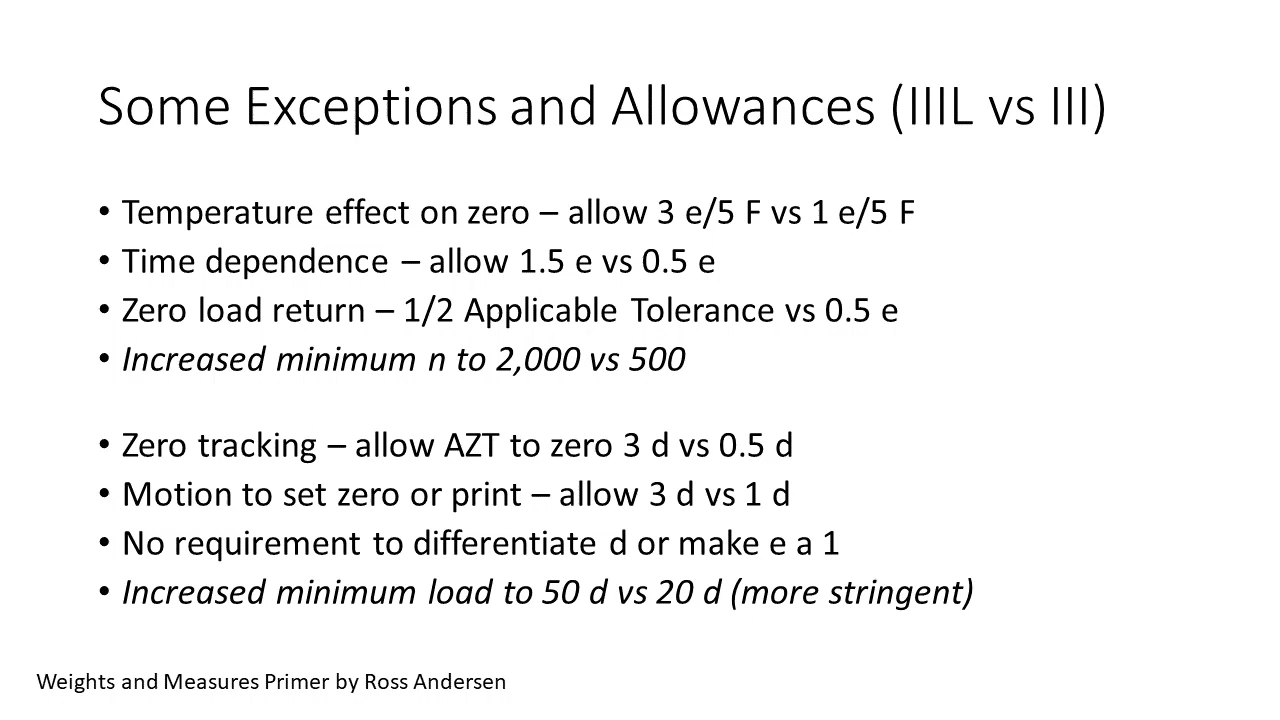 Some Exceptions and Allowances (IIIL vs III)
• Temperature effect on zero – allow 3 e/5 F vs 1 e/5 F
• Time dependence – allow 1.5 e vs 0.5 e
• Zero load return – 1/2 Applicable Tolerance vs 0.5 e
• Increased minimum n to 2,000 vs 500
• Zero tracking – allow AZT to zero 3 d vs 0.5 d
• Motion to set zero or print – allow 3 d vs 1 d
• No requirement to differentiate d or make e a 1
• Increased minimum load to 50 d vs 20 d (more stringent)
Weights and Measures Primer by Ross Andersen